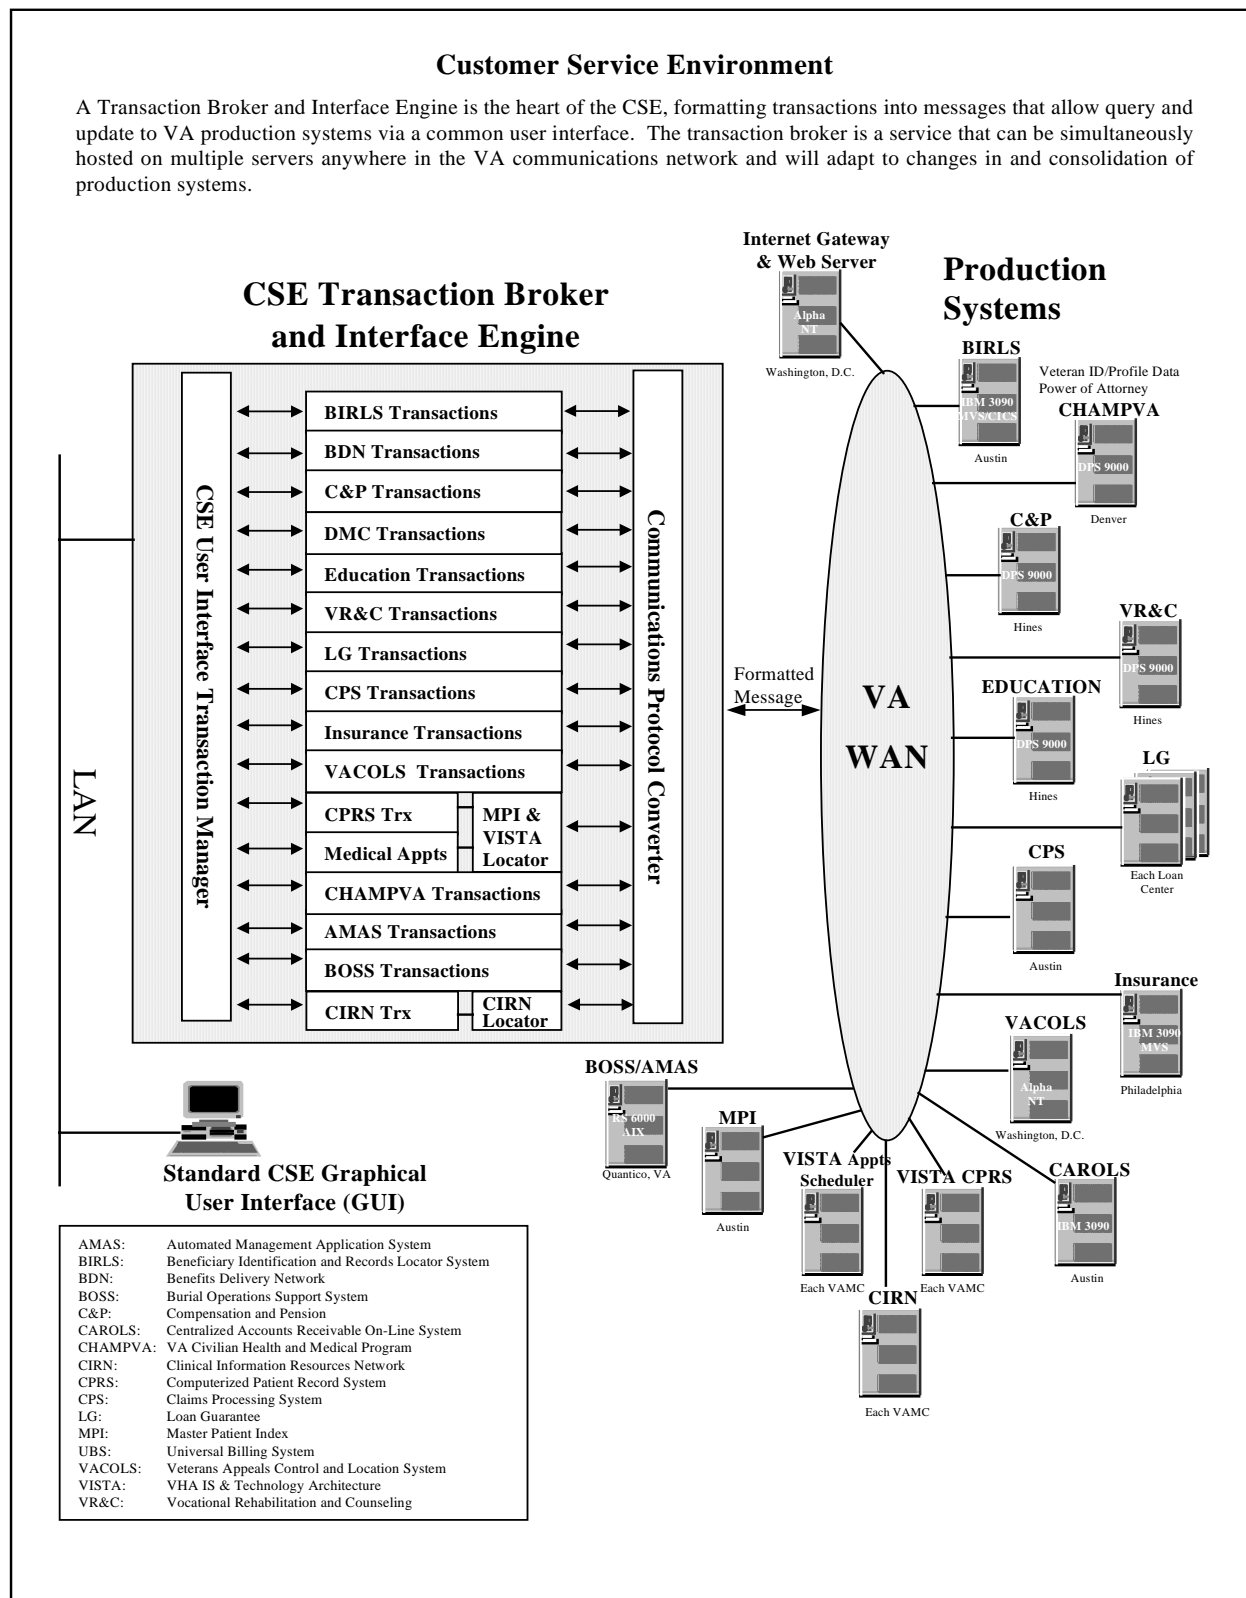 Customer Service Environment
A Transaction Broker and Interface Engine is the heart of the CSE, formatting transactions into messages that allow query and
update to VA production systems via a common user interface.  The transaction broker is a service that can be simultaneously
hosted on multiple servers anywhere in the VA communications network and will adapt to changes in and consolidation of
production systems.
CSE Transaction Broker
and Interface Engine
LAN
CSE User Interface Transaction Manager
BIRLS Transactions
BDN Transactions
C&P Transactions
DMC Transactions
Education Transactions
VR&C Transactions
LG Transactions
CPS Transactions
Insurance Transactions
VACOLS  Transactions
CPRS Trx
Medical Appts
MPI &
VISTA
Locator
CHAMPVA Transactions
AMAS Transactions
BOSS Transactions
CIRN Trx
CIRN
Locator
Communications Protocol Converter
Formatted
Message
VA
WAN
Internet Gateway
& Web Server
Alpha
NT
Washington, D.C.
Production
Systems
BIRLS
IBM 3090
MVS/CICS
Austin
Veteran ID/Profile Data
Power of Attorney
CHAMPVA
DPS 9000
Denver
C&P
DPS 9000
Hines
VR&C
DPS 9000
Hines
EDUCATION
DPS 9000
Hines
LG
Each Loan
Center
CPS
Austin
Insurance
IBM 3090
MVS
Philadelphia
VACOLS
Alpha
NT
Washington, D.C.
BOSS/AMAS
RS 6000
AIX
Quantico, VA
MPI
Austin
VISTA Appts
Scheduler
Each VAMC
VISTA CPRS
Each VAMC
CAROLS
IBM 3090
Austin
CIRN
Each VAMC
Standard CSE Graphical
User Interface (GUI)
AMAS: Automated Management Application System
BIRLS: Beneficiary Identification and Records Locator System
BDN: Benefits Delivery Network
BOSS: Burial Operations Support System
C&P: Compensation and Pension
CAROLS: Centralized Accounts Receivable On-Line System
CHAMPVA: VA Civilian Health and Medical Program
CIRN: Clinical Information Resources Network
CPRS: Computerized Patient Record System
CPS: Claims Processing System
LG: Loan Guarantee
MPI: Master Patient Index
UBS: Universal Billing System
VACOLS: Veterans Appeals Control and Location System
VISTA: VHA IS & Technology Architecture
VR&C: Vocational Rehabilitation and Counseling